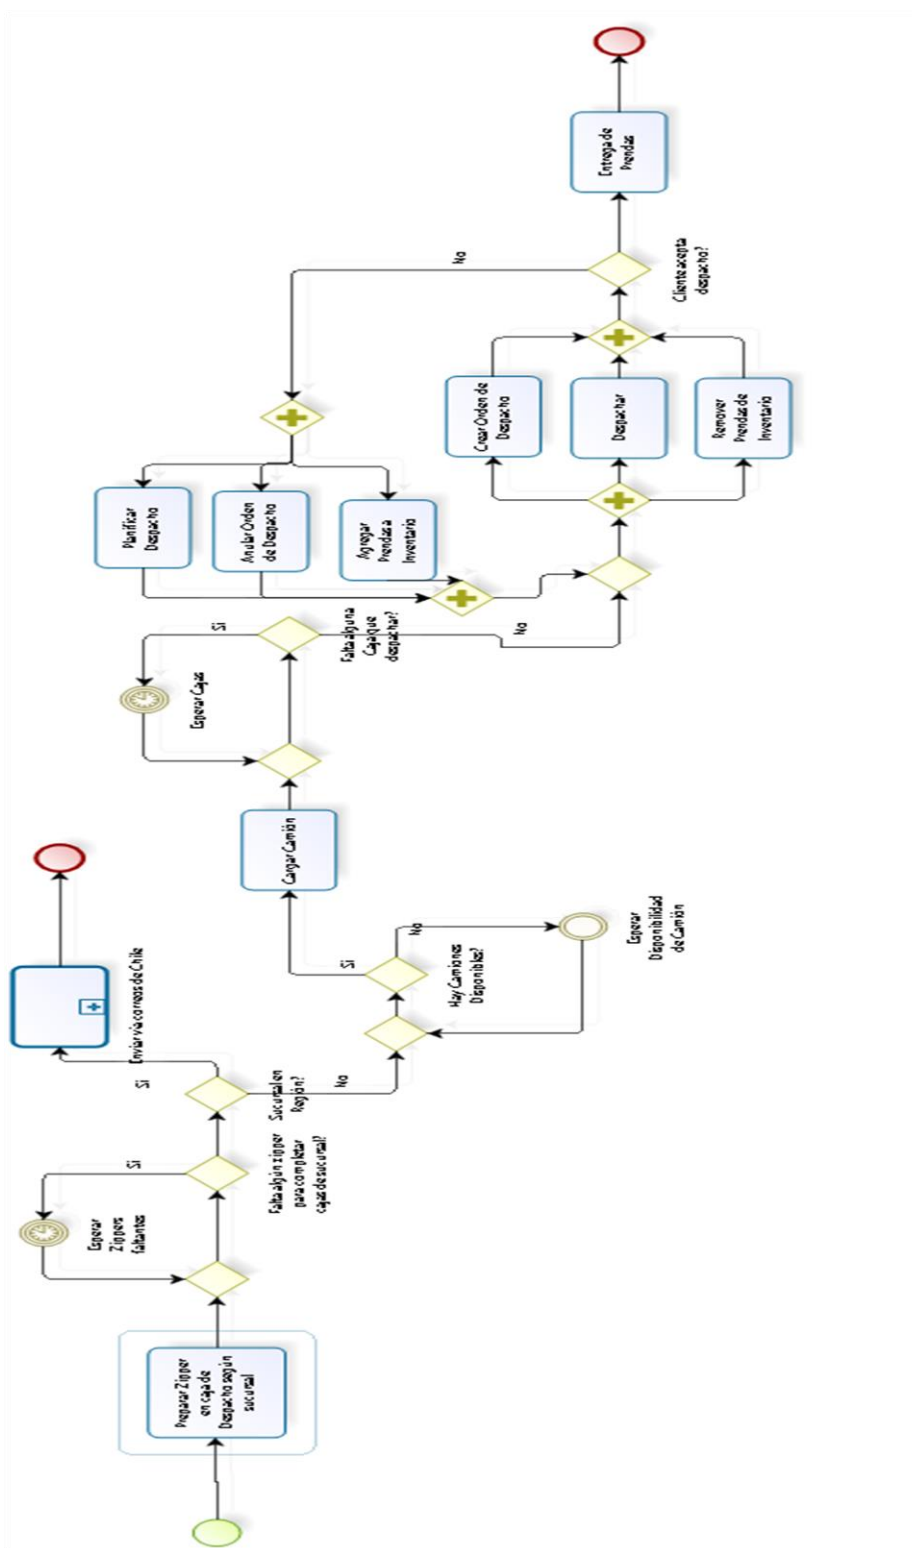 Preparar Zipper
en caja de
Despacho según
sucursal
Esperar
Zippers
faltantes
Si
Falta algún zipper
para completar
cajas de sucursal?
Si
Enviar vía correos de Chile
Sucursal en
Región?
No
Si
Hay Camiones
Disponibles?
No
Esperar
Disponibilidad
de Camión
Cargar Camión
Esperar Cajas
Si
Falta alguna
Caja que
despachar?
No
Planificar
Despacho
Anular Orden
de Despacho
Agregar
Prendas a
Inventario
Crear Orden de
Despacho
Despachar
Remover
Prendas de
Inventario
No
Cliente acepta
despacho?
Entrega de
Prendas